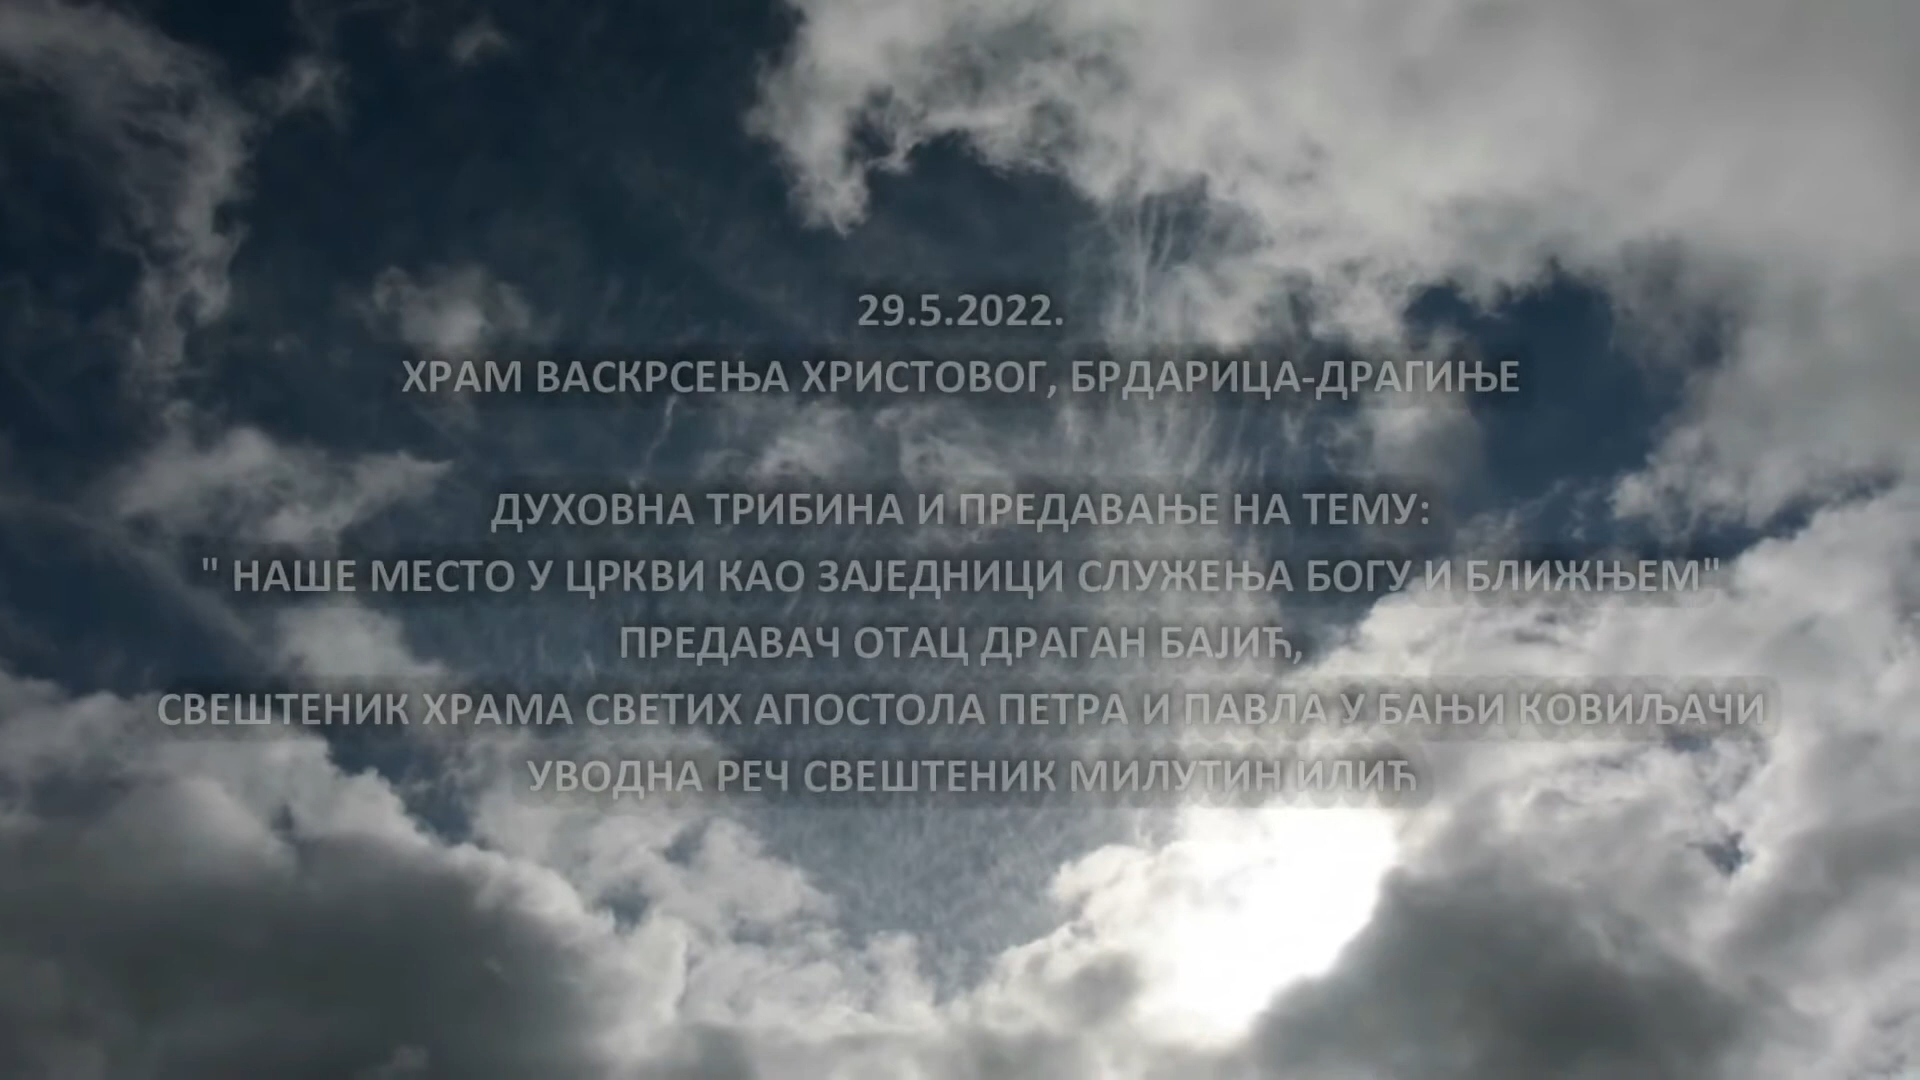 29.5.2022.
ХРАМ ВАСКРСЕЊА ХРИСТОВОГ, БРДАРИЦА-ДРАГИЊЕ
ДУХОВНА ТРИБИНА И ПРЕДАВАЊЕ НА ТЕМУ:
" НАШЕ МЕСТО У ЦРКВИ КАО ЗАЈЕДНИЦИ СЛУЖЕЊА БОГУ И БЛИЖЊЕМ"
ПРЕДАВАЧ ОТАЦ ДРАГАН БАЈИЋ,
СВЕШТЕНИК ХРАМА СВЕТИХ АПОСТОЛА ПЕТРА И ПАВЛА У БАЊИ КОВИЉАЧИ
УВОДНА РЕЧ СВЕШТЕНИК МИЛУТИН ИЛИЋ